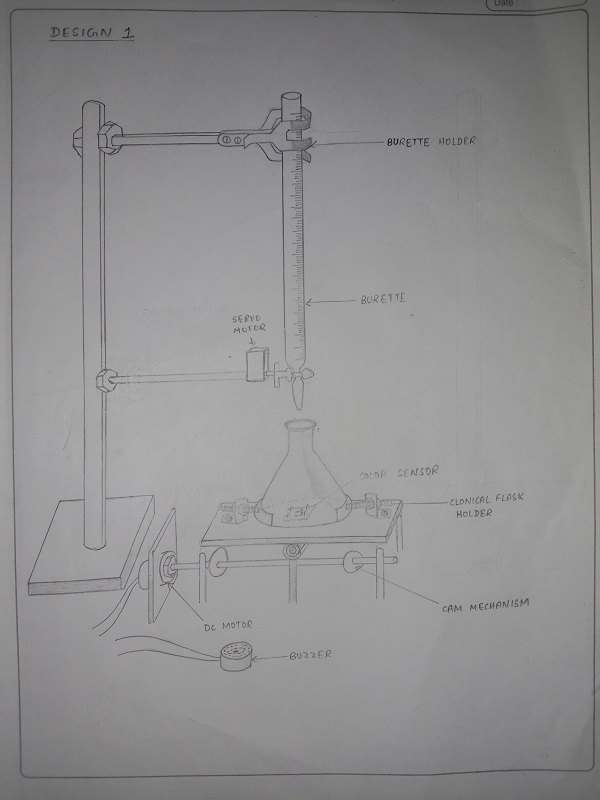 Date :
DESIGN 1
BURETTE HOLDER
BURETTE
SERVO
MOTOR
COLOR SENSOR
CLONICAL FLASK
HOLDER
CAM MECHANISM
DC MOTOR
BUZZER